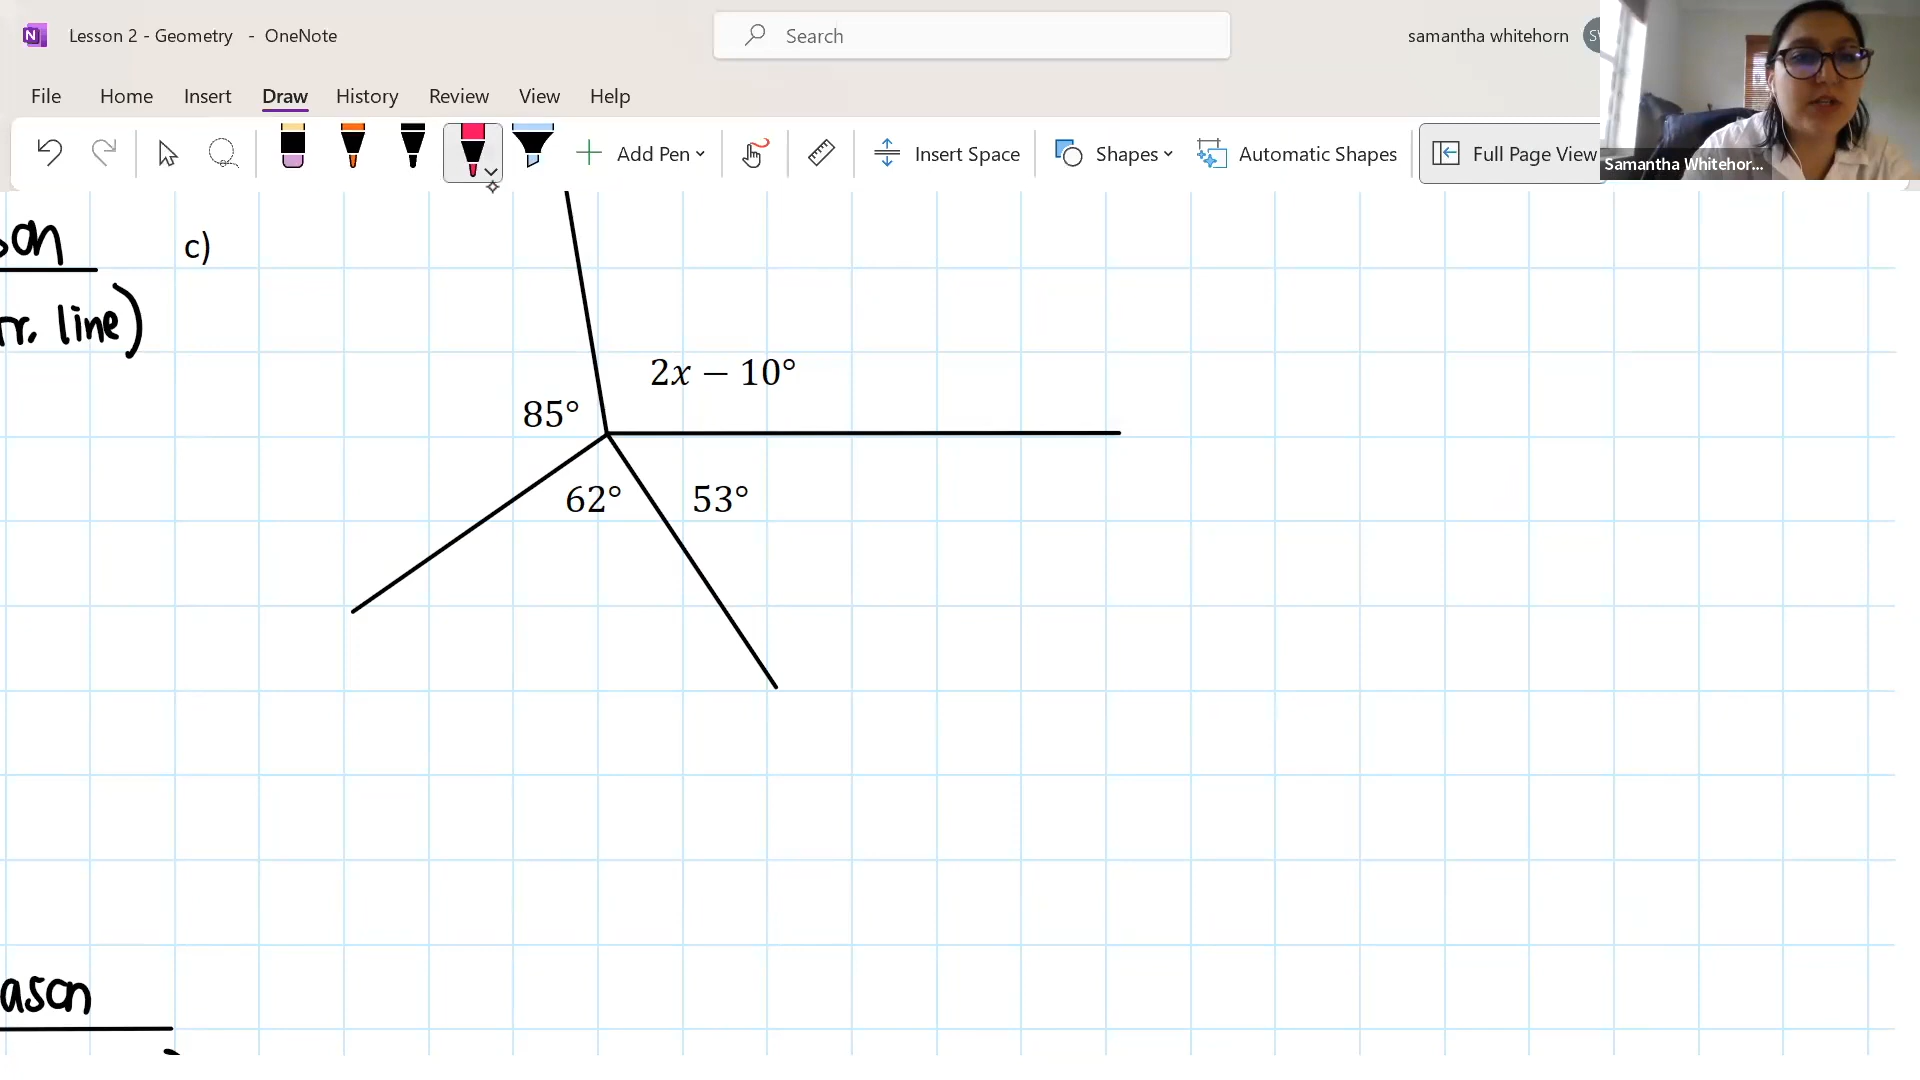 Lesson 2 - Geometry - OneNote
Search
samantha whitehorn
File Home Insert Draw History Review View Help
Add Pen
Insert Space
Shapes
Automatic Shapes
Full Page View
Samantha Whitehor...
c)
line)
2x − 10°
85°
62°
53°